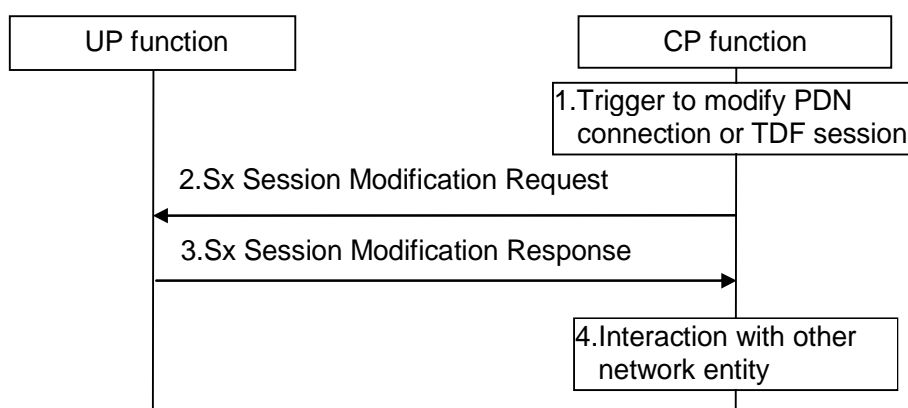 UP function
CP function
1.Trigger to modify PDN
connection or TDF session
2.Sx Session Modification Request
3.Sx Session Modification Response
4.Interaction with other
network entity